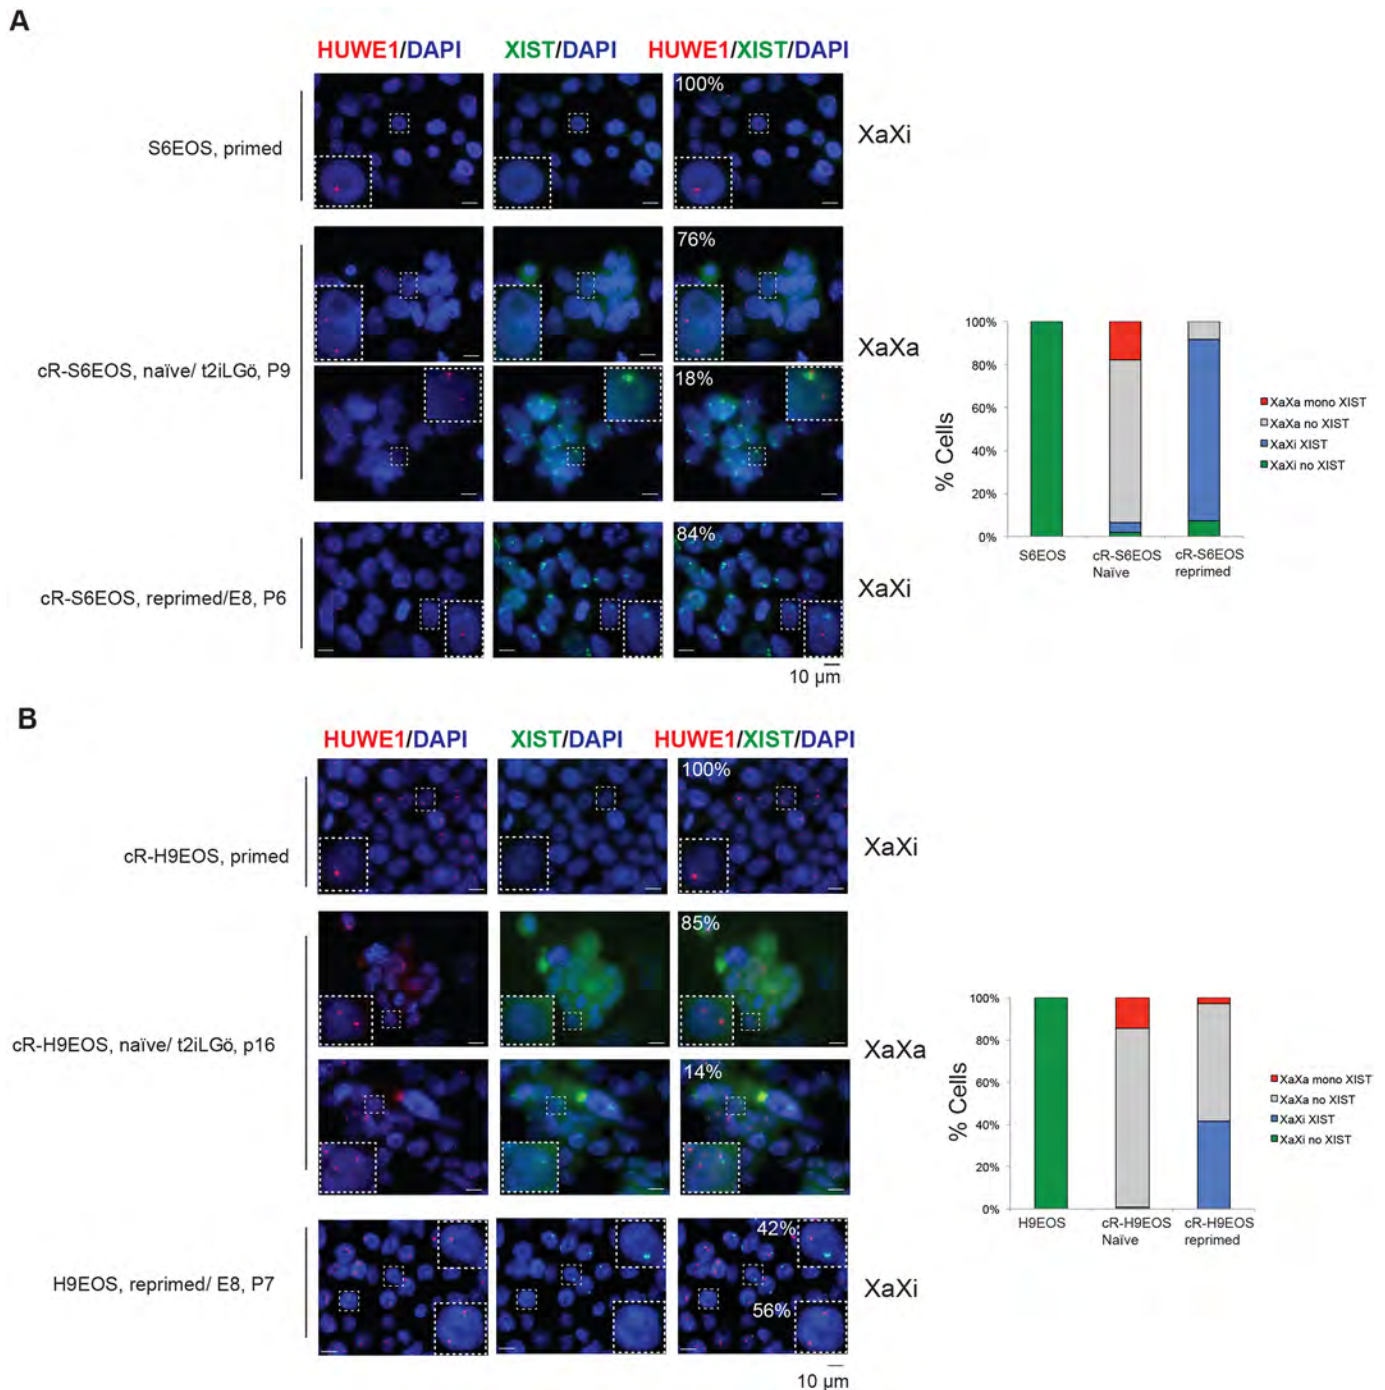 A
HUWE1/DAPI XIST/DAPI HUWE1/XIST/DAPI
100%
S6EOS, primed
XaXi
76%
cR-S6EOS, naïve/ t2iLGö, P9
XaXa
18%
84%
cR-S6EOS, reprimed/E8, P6
XaXi
10 µm
100%
80%
60%
40%
20%
0%
% Cells
S6EOS
cR-S6EOS Naïve
cR-S6EOS reprimed
XaXa mono XIST
XaXa no XIST
XaXi XIST
XaXi no XIST
B
HUWE1/DAPI XIST/DAPI HUWE1/XIST/DAPI
100%
cR-H9EOS, primed
XaXi
85%
cR-H9EOS, naïve/ t2iLGö, p16
XaXa
14%
42%
H9EOS, reprimed/ E8, P7
XaXi
56%
10 µm
100%
80%
60%
40%
20%
0%
% Cells
H9EOS
cR-H9EOS Naïve
cR-H9EOS reprimed
XaXa mono XIST
XaXa no XIST
XaXi XIST
XaXi no XIST